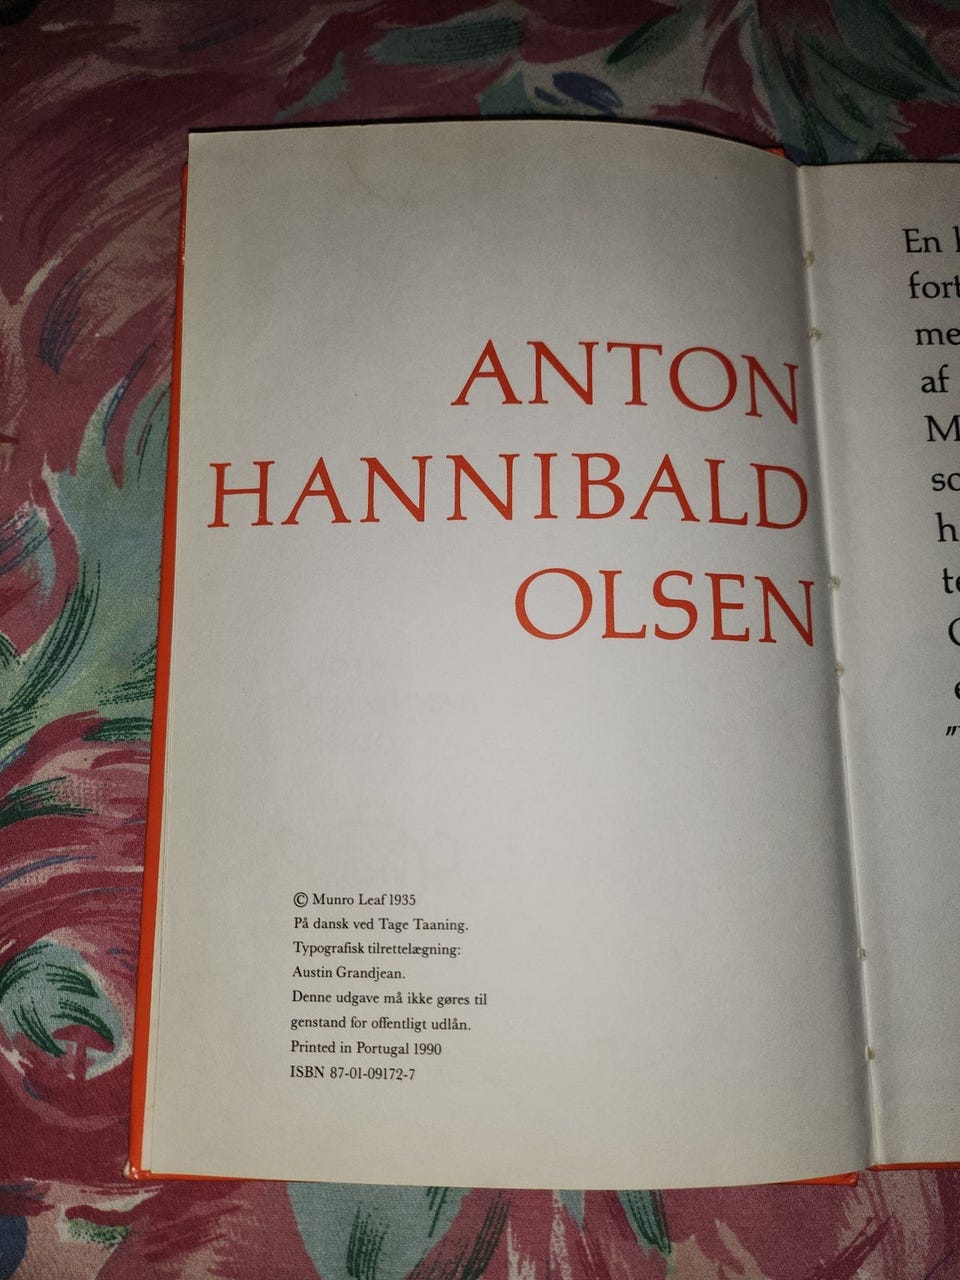 ANTON
HANNIBALD
OLSEN
© Munro Leaf 1935
På dansk ved Tage Taaning.
Typografisk tilrettelægning:
Austin Grandjean.
Denne udgave må ikke gøres til
genstand for offentligt udlån.
Printed in Portugal 1990
ISBN 87-01-09172-7
En
af